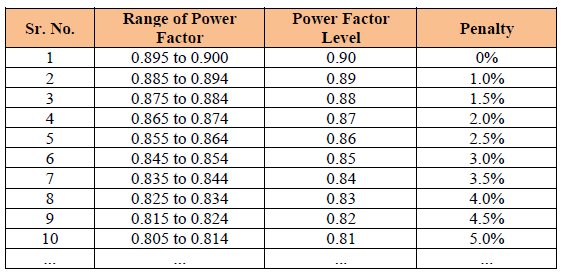 Sr. No. Range of Power Factor Power Factor Level Penalty
1 0.895 to 0.900 0.90 0%
2 0.885 to 0.894 0.89 1.0%
3 0.875 to 0.884 0.88 1.5%
4 0.865 to 0.874 0.87 2.0%
5 0.855 to 0.864 0.86 2.5%
6 0.845 to 0.854 0.85 3.0%
7 0.835 to 0.844 0.84 3.5%
8 0.825 to 0.834 0.83 4.0%
9 0.815 to 0.824 0.82 4.5%
10 0.805 to 0.814 0.81 5.0%
... ... ... ...